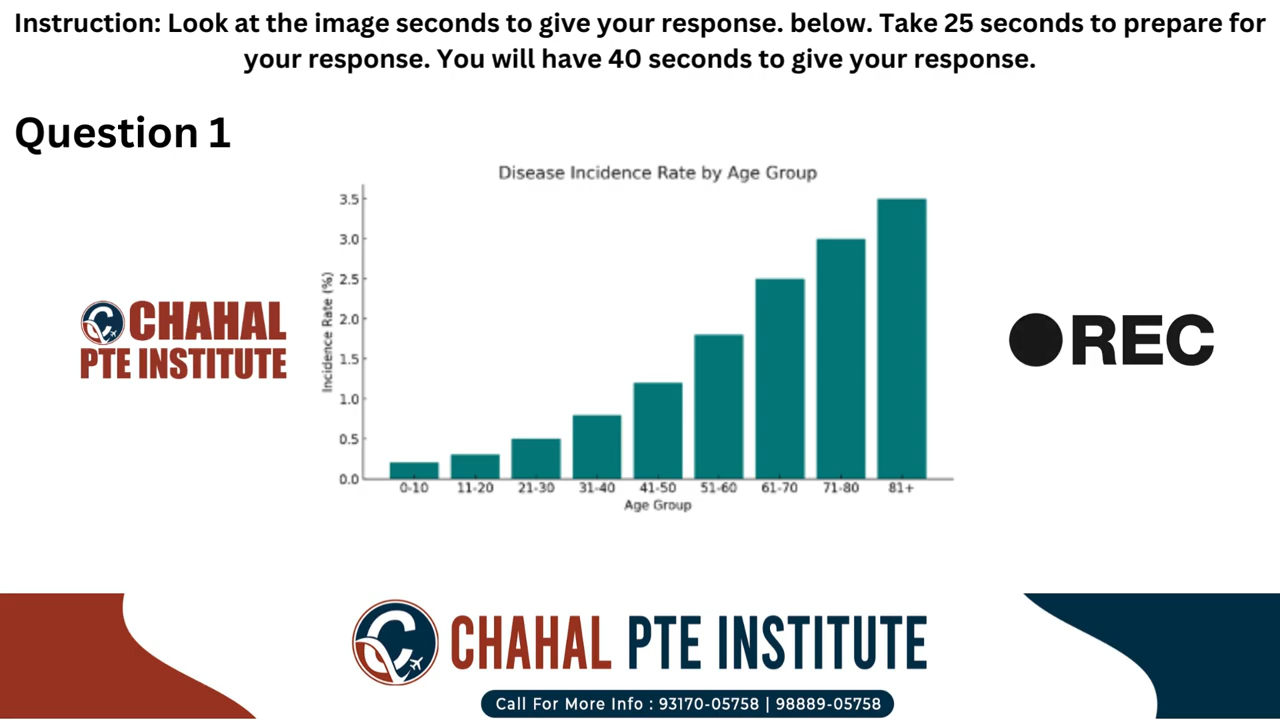 Instruction: Look at the image seconds to give your response. below. Take 25 seconds to prepare for
your response. You will have 40 seconds to give your response.
Question 1
Disease Incidence Rate by Age Group
3.5
3.0
2.5
2.0
1.5
1.0
0.5
0.0
Incidence Rate (%)
0-10 11-20 21-30 31-40 41-50 51-60 61-70 71-80 81+
Age Group
CHAHAL
PTE INSTITUTE
REC
CHAHAL PTE INSTITUTE
Call For More Info : 93170-05758 | 98889-05758